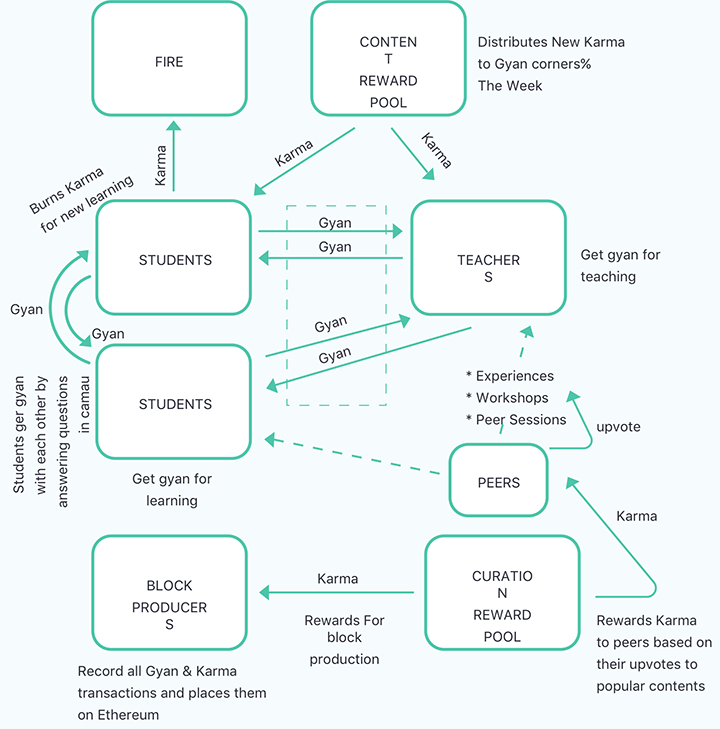 FIRE
CONTEN
T
REWARD
POOL
Distributes New Karma
to Gyan corners%
The Week
Karma
Karma
Karma
Burns Karma
for new learning
STUDENTS
Gyan
Gyan
TEACHER
S
Get gyan for
teaching
Gyan
Gyan
Gyan
Gyan
STUDENTS
Students ger gyan
with each other by
answering questions
in camau
Get gyan for
learning
* Experiences
* Workshops
* Peer Sessions
upvote
PEERS
Karma
BLOCK
PRODUCER
S
Karma
Rewards For
block
production
CURATIO
N
REWARD
POOL
Rewards Karma
to peers based on
their upvotes to
popular contents
Record all Gyan & Karma
transactions and places them
on Ethereum